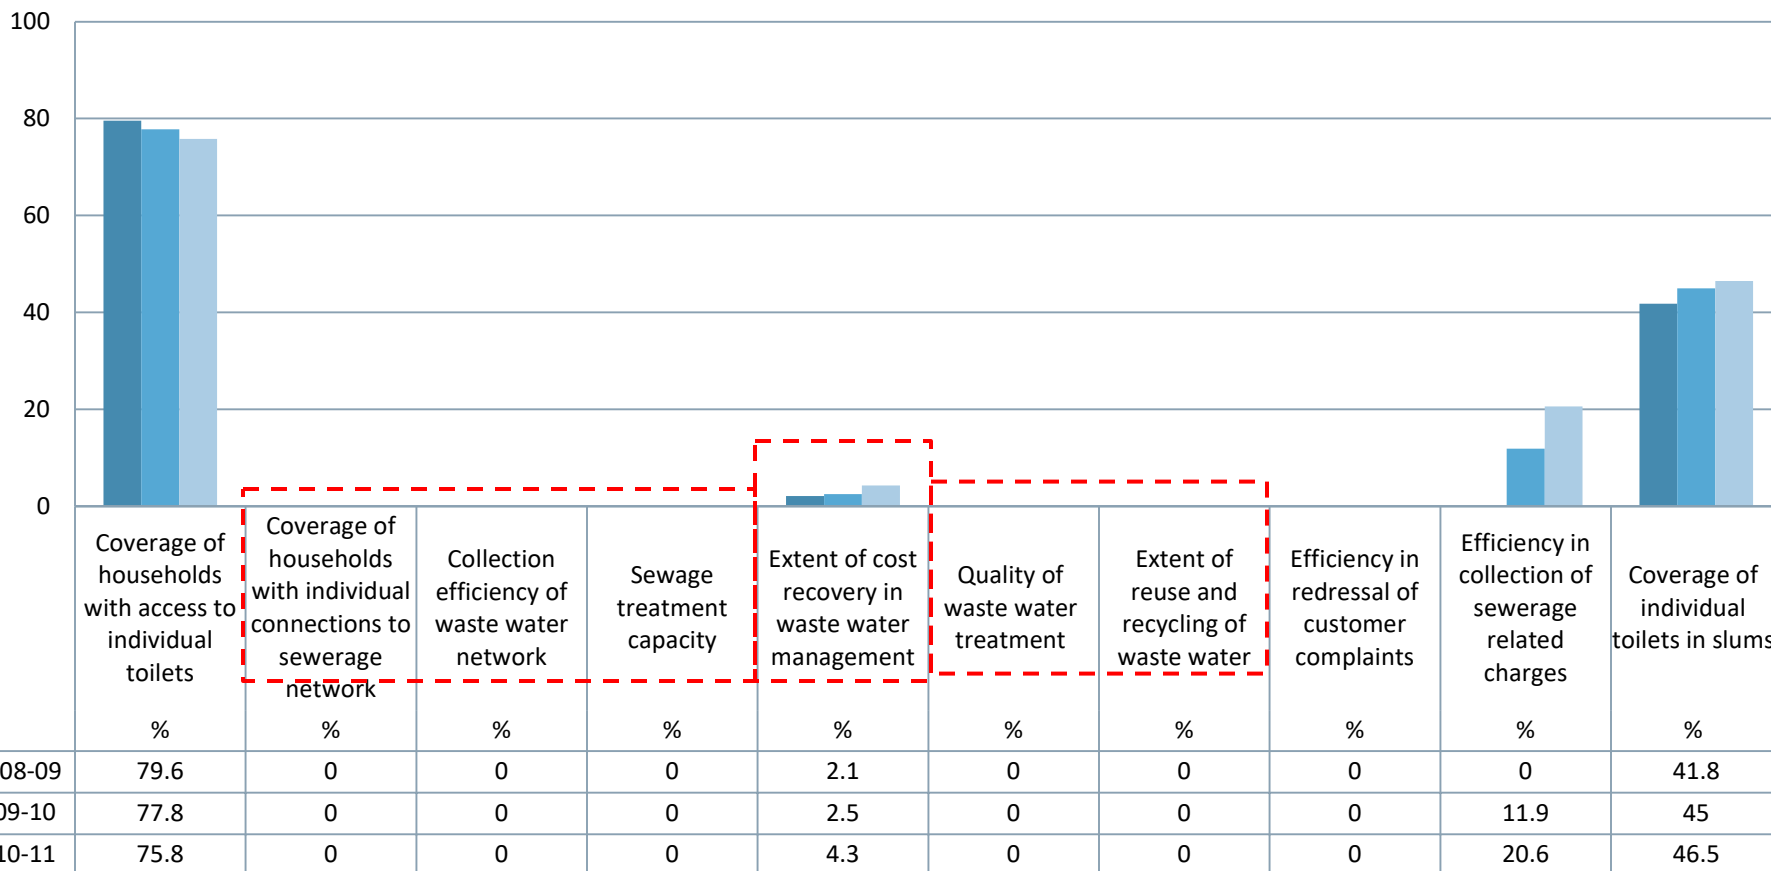 100
80
60
40
20
0
Coverage of
households
with access to
individual
toilets
%
Coverage of
households
with individual
connections to
sewerage
network
%
Collection
efficiency of
waste water
network
%
Sewage
treatment
capacity
%
Extent of cost
recovery in
waste water
management
%
Quality of
waste water
treatment
%
Extent of
reuse and
recycling of
waste water
%
Efficiency in
redressal of
customer
complaints
%
Efficiency in
collection of
sewerage
related
charges
%
Coverage of
individual
toilets in slums
%
08-09 79.6 0 0 0 2.1 0 0 0 0 41.8
09-10 77.8 0 0 0 2.5 0 0 0 11.9 45
10-11 75.8 0 0 0 4.3 0 0 0 20.6 46.5